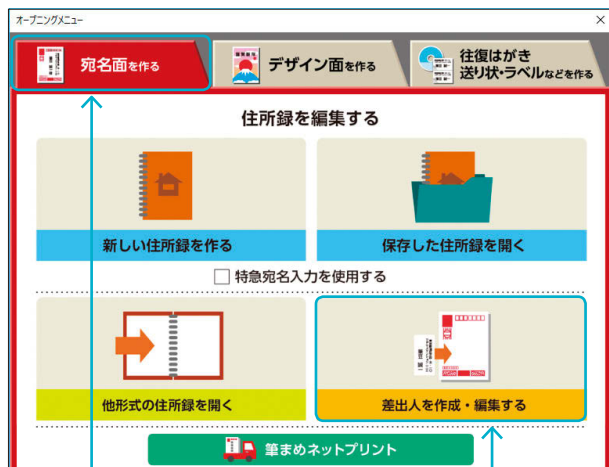 オープニングメニュー
宛名面を作る
デザイン面を作る
往復はがき
送り状・ラベルなどを作る
住所録を編集する
新しい住所録を作る
保存した住所録を開く
特急宛名入力を使用する
他形式の住所録を開く
差出人を作成・編集する
筆まめネットプリント